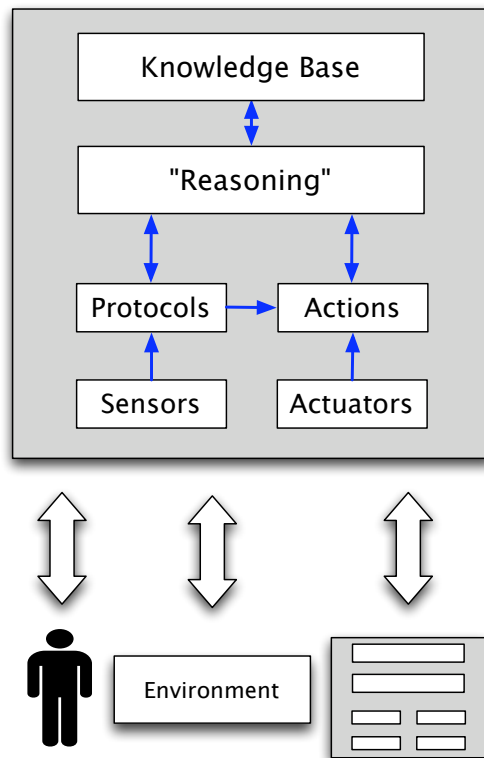 Knowledge Base
"Reasoning"
Protocols
Actions
Sensors
Actuators
Environment